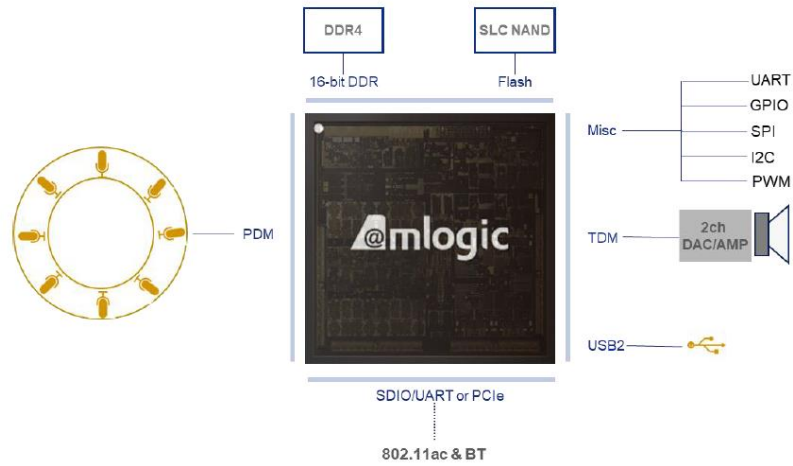 DDR4
SLC NAND
16-bit DDR
Flash
UART
GPIO
Misc
SPI
I2C
PWM
@mlogic
PDM
TDM
2ch
DAC/AMP
USB2
SDIO/UART or PCIe
802.11ac & BT